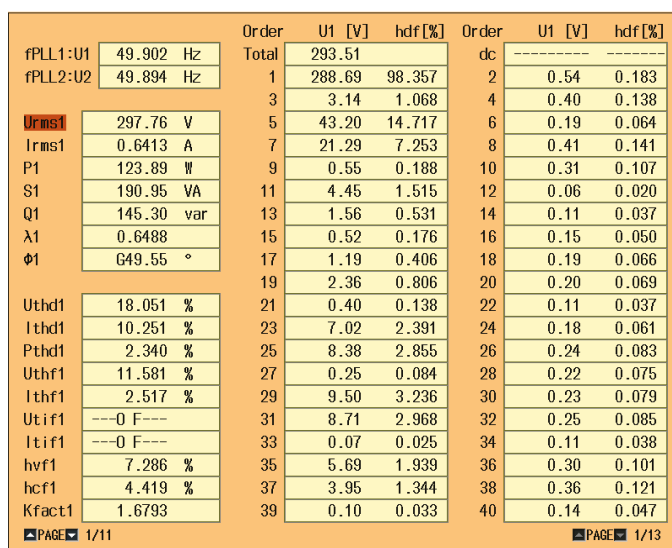 Order U1 [V] hdf[%] Order U1 [V] hdf[%]
fPLL1:U1 49.902 Hz Total 293.51 dc --------- -------
fPLL2:U2 49.894 Hz 1 288.69 98.357 2 0.54 0.183
3 3.14 1.068 4 0.40 0.138
Urms1 297.76 V 5 43.20 14.717 6 0.19 0.064
Irms1 0.6413 A 7 21.29 7.253 8 0.41 0.141
P1 123.89 W 9 0.55 0.188 10 0.31 0.107
S1 190.95 VA 11 4.45 1.515 12 0.06 0.020
Q1 145.30 var 13 1.56 0.531 14 0.11 0.037
λ1 0.6488 15 0.52 0.176 16 0.15 0.050
Φ1 G49.55 ° 17 1.19 0.406 18 0.19 0.066
19 2.36 0.806 20 0.20 0.069
Uthd1 18.051 % 21 0.40 0.138 22 0.11 0.037
Ithd1 10.251 % 23 7.02 2.391 24 0.18 0.061
Pthd1 2.340 % 25 8.38 2.855 26 0.24 0.083
Uthf1 11.581 % 27 0.25 0.084 28 0.22 0.075
Ithf1 2.517 % 29 9.50 3.236 30 0.23 0.079
Utif1 ---O F--- 31 8.71 2.968 32 0.25 0.085
Itif1 ---O F--- 33 0.07 0.025 34 0.11 0.038
hvf1 7.286 % 35 5.69 1.939 36 0.30 0.101
hcf1 4.419 % 37 3.95 1.344 38 0.36 0.121
Kfact1 1.6793 39 0.10 0.033 40 0.14 0.047
▲PAGE▼ 1/11 ▲PAGE▼ 1/13